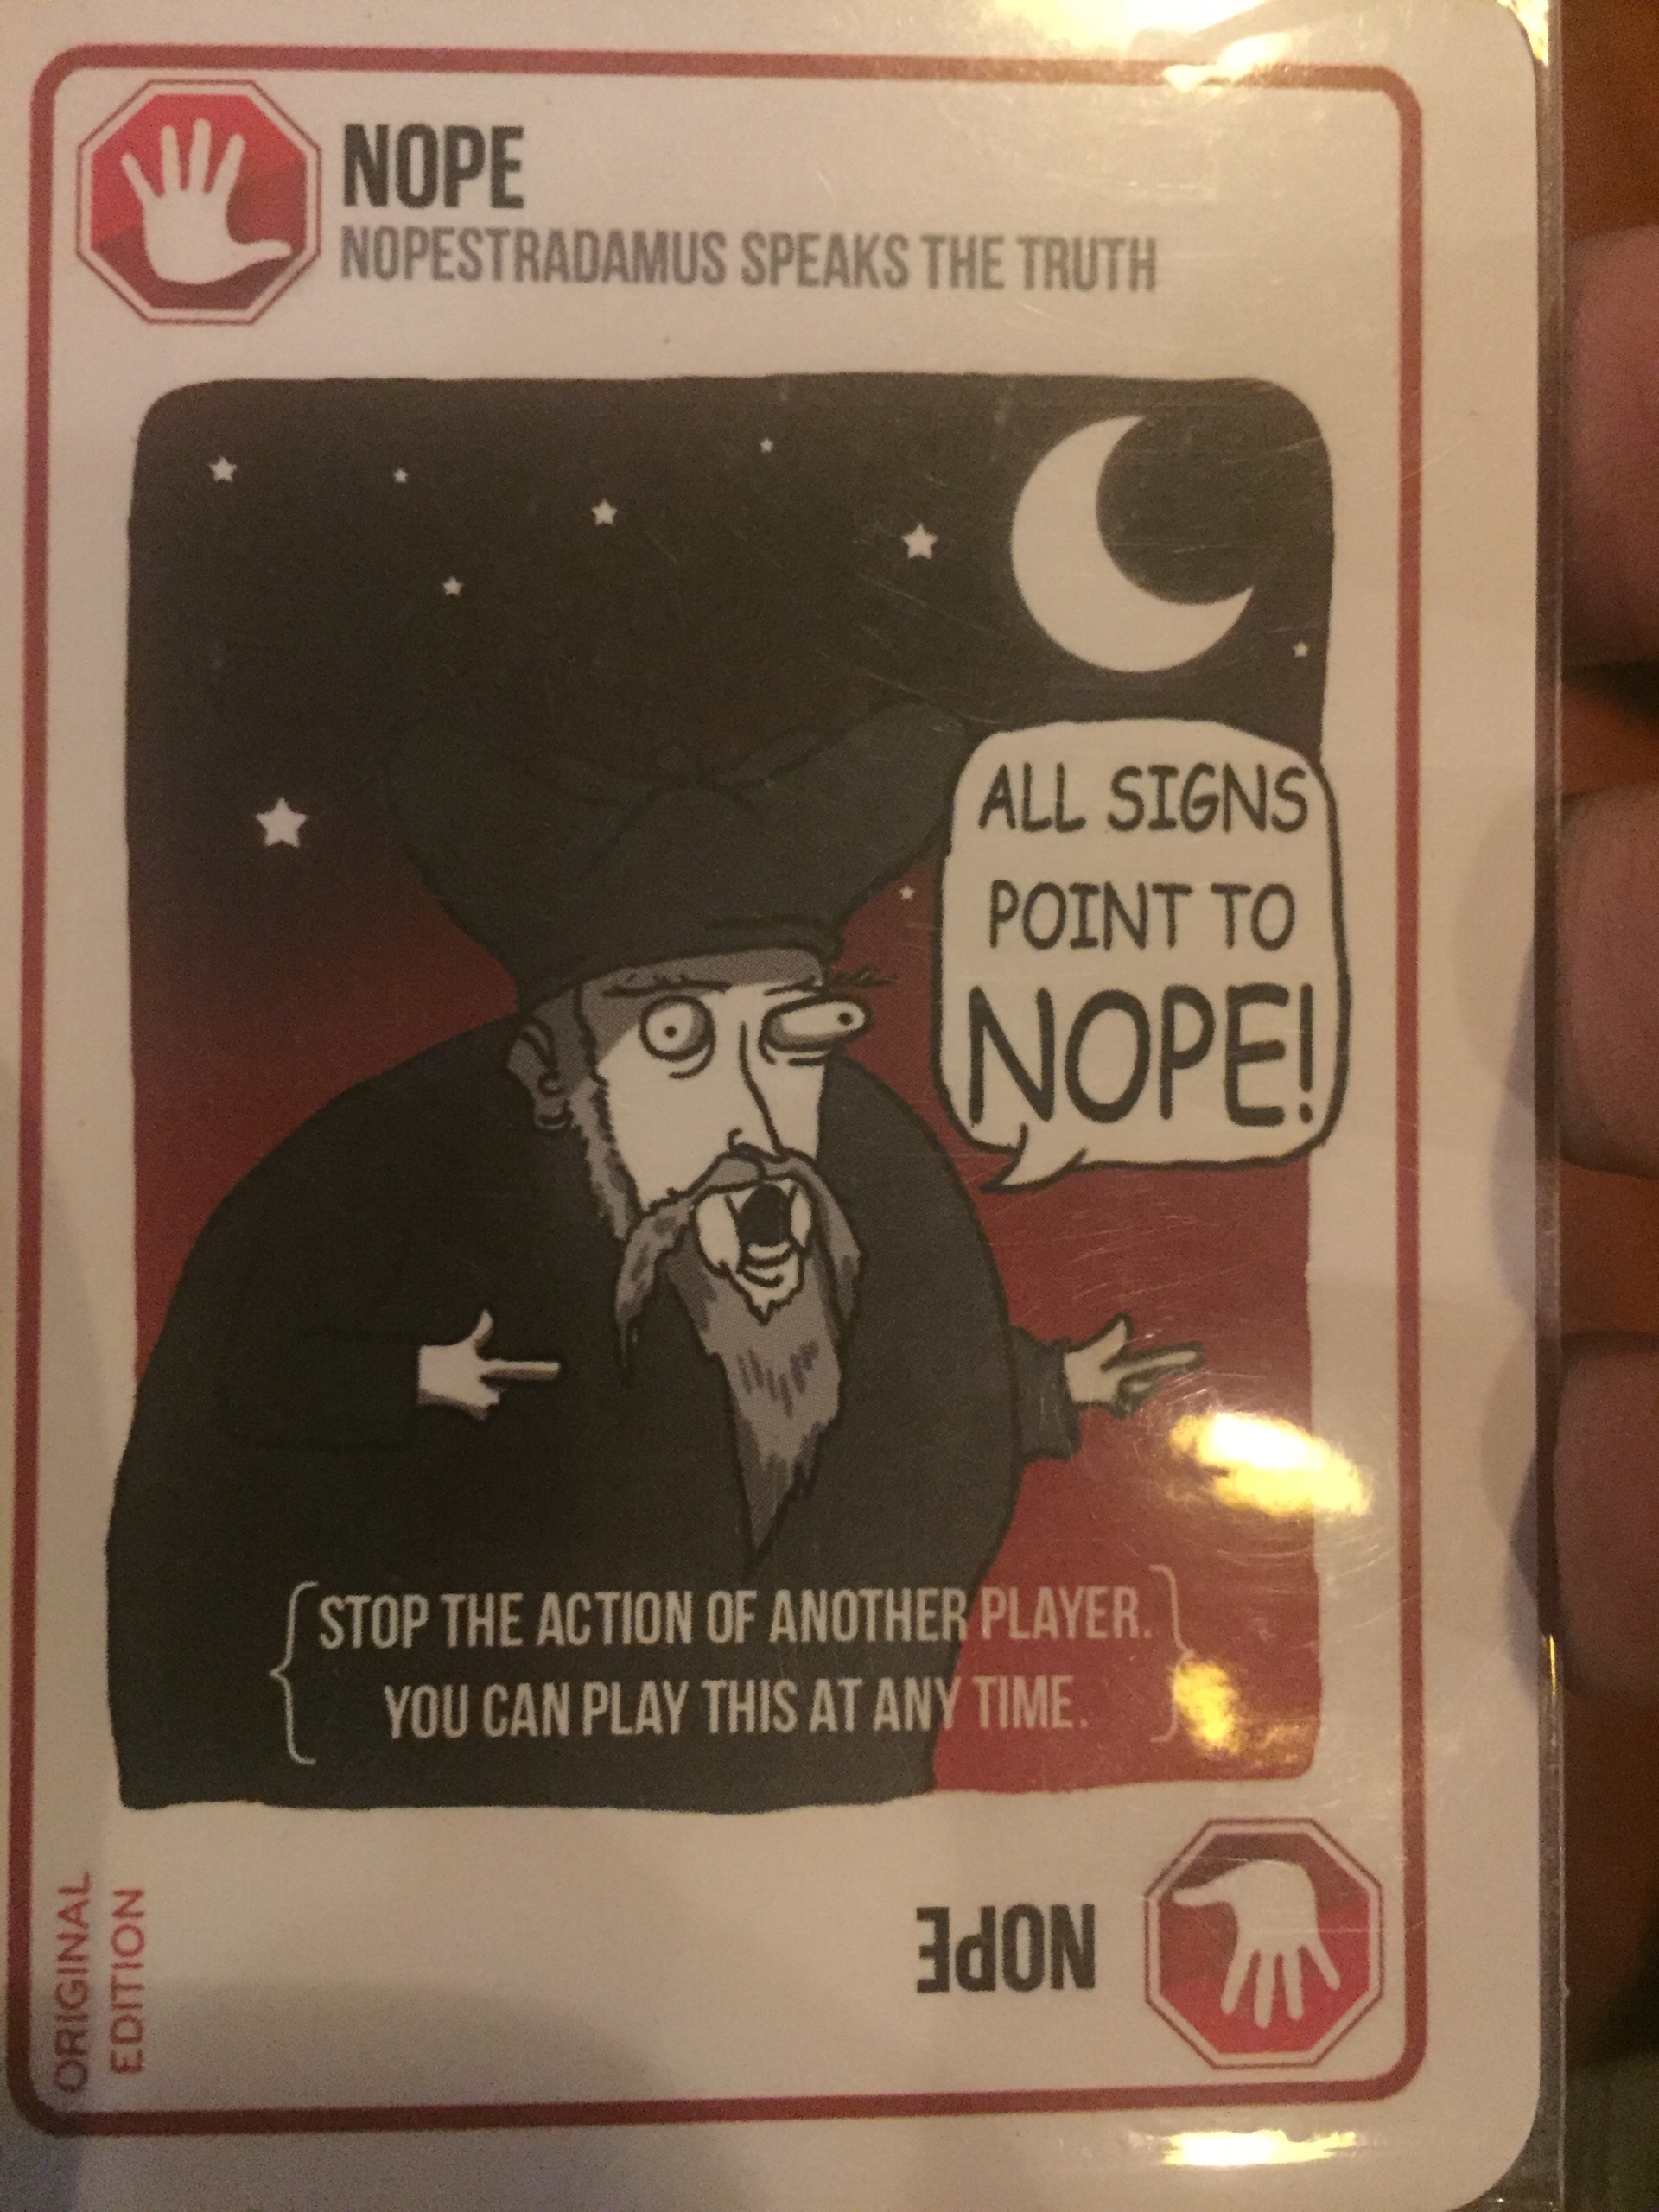 NOPE
NOPESTRADAMUS SPEAKS THE TRUTH
ALL SIGNS
POINT TO
NOPE!
STOP THE ACTION OF ANOTHER PLAYER.
YOU CAN PLAY THIS AT ANY TIME.
NOPE
ORIGINAL
EDITION